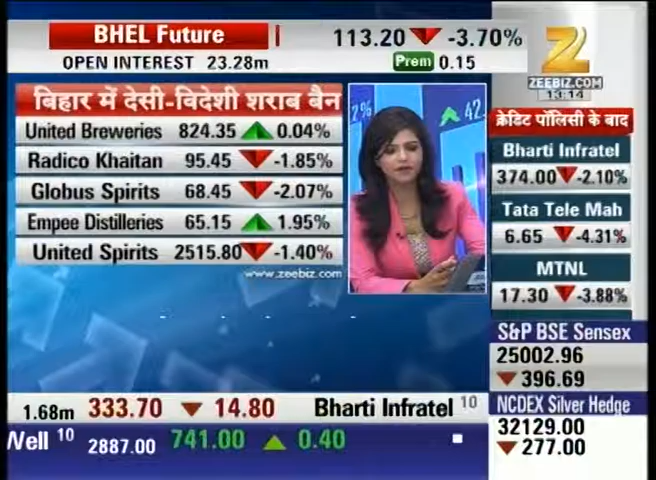 BHEL Future 113.20 -3.70%
OPEN INTEREST 23.28m Prem 0.15
ZEEBIZ.COM
13:14
बिहार में देसी-विदेशी शराब बैन
United Breweries 824.35 0.04%
Radico Khaitan 95.45 -1.85%
Globus Spirits 68.45 -2.07%
Empee Distilleries 65.15 1.95%
United Spirits 2515.80 -1.40%
www.zeebiz.com
2%
42.
क्रेडिट पॉलिसी के बाद
Bharti Infratel
374.00 -2.10%
Tata Tele Mah
6.65 -4.31%
MTNL
17.30 -3.88%
S&P BSE Sensex
25002.96
396.69
NCDEX Silver Hedge
32129.00
277.00
1.68m 333.70 14.80 Bharti Infratel 10
Well 10 2887.00 741.00 0.40